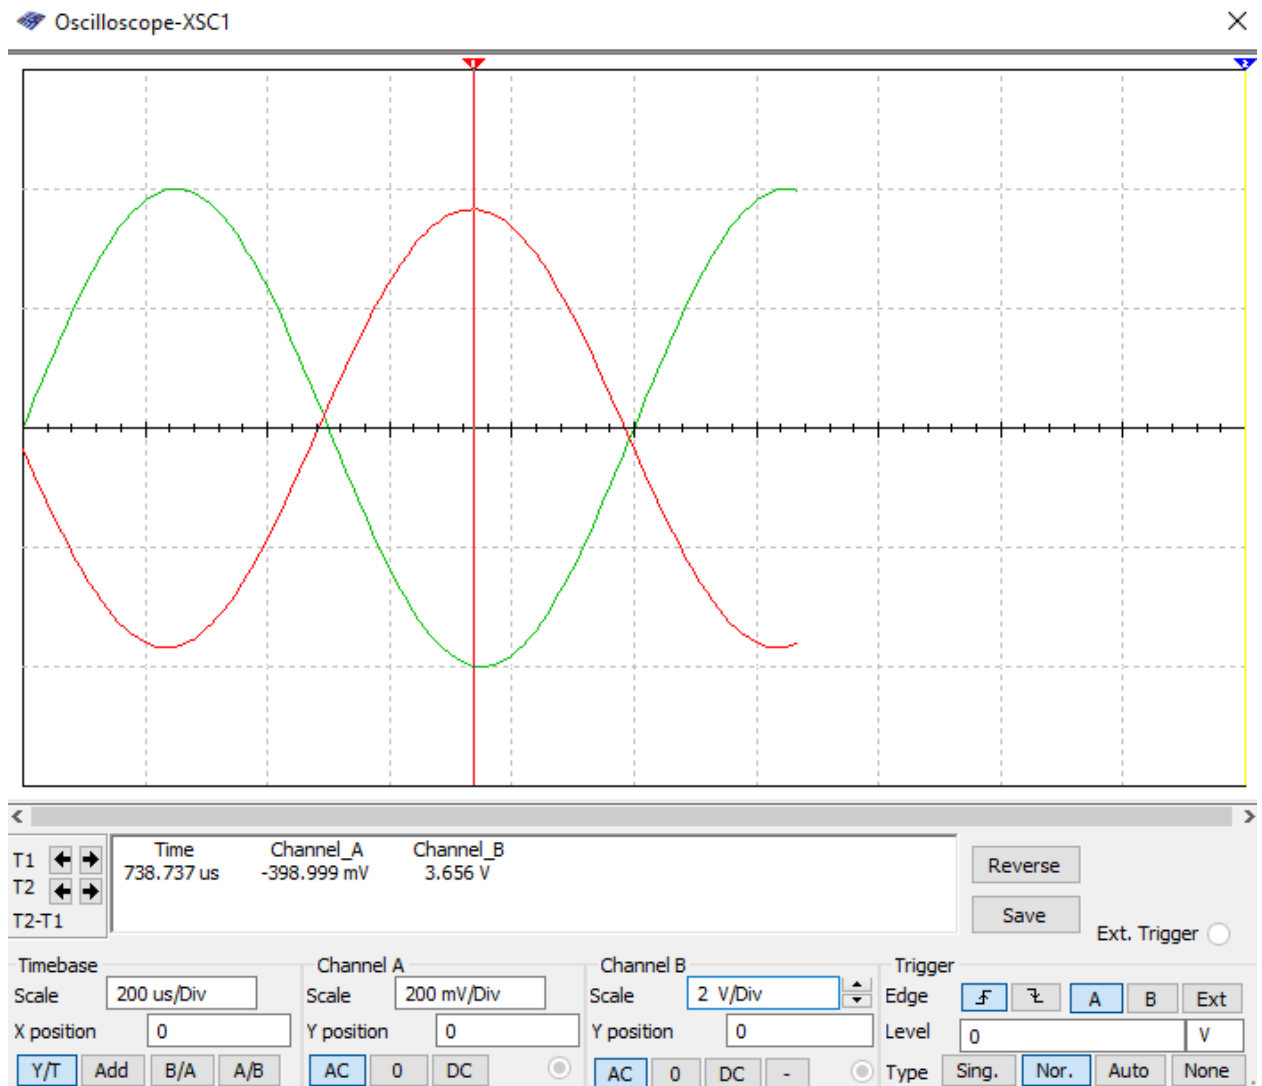 Oscilloscope-XSC1
1 2
Time Channel_A Channel_B
T1 738.737 us -398.999 mV 3.656 V
T2
T2-T1
Reverse
Save
Ext. Trigger
Timebase Channel A Channel B Trigger
Scale 200 us/Div Scale 200 mV/Div Scale 2 V/Div Edge A B Ext
X position 0 Y position 0 Y position 0 Level 0 V
Y/T Add B/A A/B AC 0 DC AC 0 DC - Type Sing. Nor. Auto None